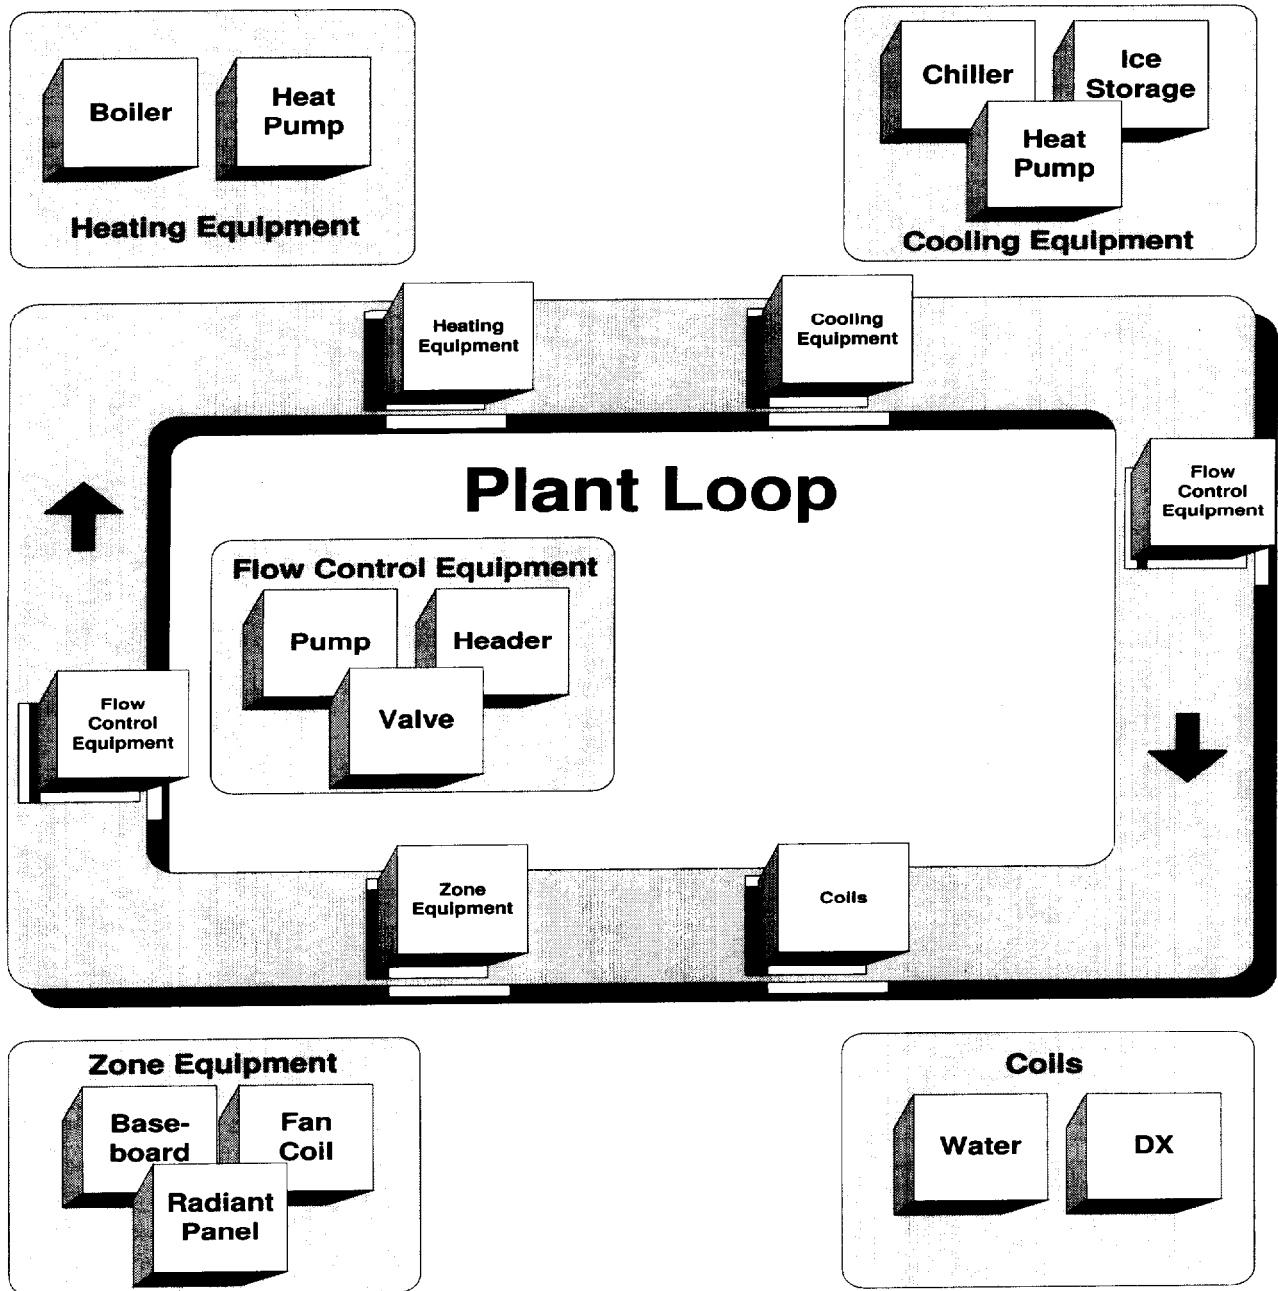 Boiler
Heat
Pump
Heating Equipment
Chiller
Ice
Storage
Heat
Pump
Cooling Equipment
Heating
Equipment
Cooling
Equipment
Plant Loop
Flow
Control
Equipment
Flow Control Equipment
Pump
Header
Valve
Flow
Control
Equipment
Zone
Equipment
Coils
Zone Equipment
Base-
board
Fan
Coil
Radiant
Panel
Coils
Water
DX